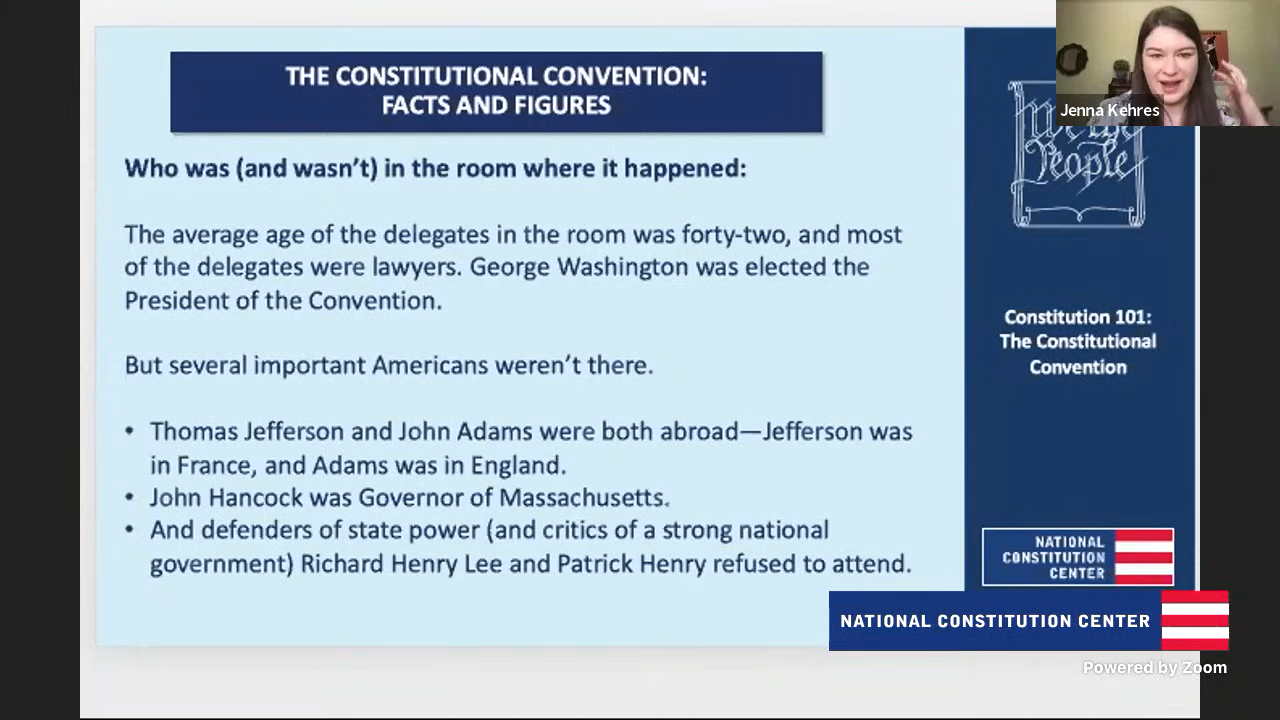 THE CONSTITUTIONAL CONVENTION:
FACTS AND FIGURES
Who was (and wasn't) in the room where it happened:
The average age of the delegates in the room was forty-two, and most
of the delegates were lawyers. George Washington was elected the
President of the Convention.
But several important Americans weren't there.
• Thomas Jefferson and John Adams were both abroad—Jefferson was
in France, and Adams was in England.
• John Hancock was Governor of Massachusetts.
• And defenders of state power (and critics of a strong national
government) Richard Henry Lee and Patrick Henry refused to attend.
Jenna Kehres
We the
People
Constitution 101:
The Constitutional
Convention
NATIONAL
CONSTITUTION
CENTER
NATIONAL CONSTITUTION CENTER
Powered by Zoom